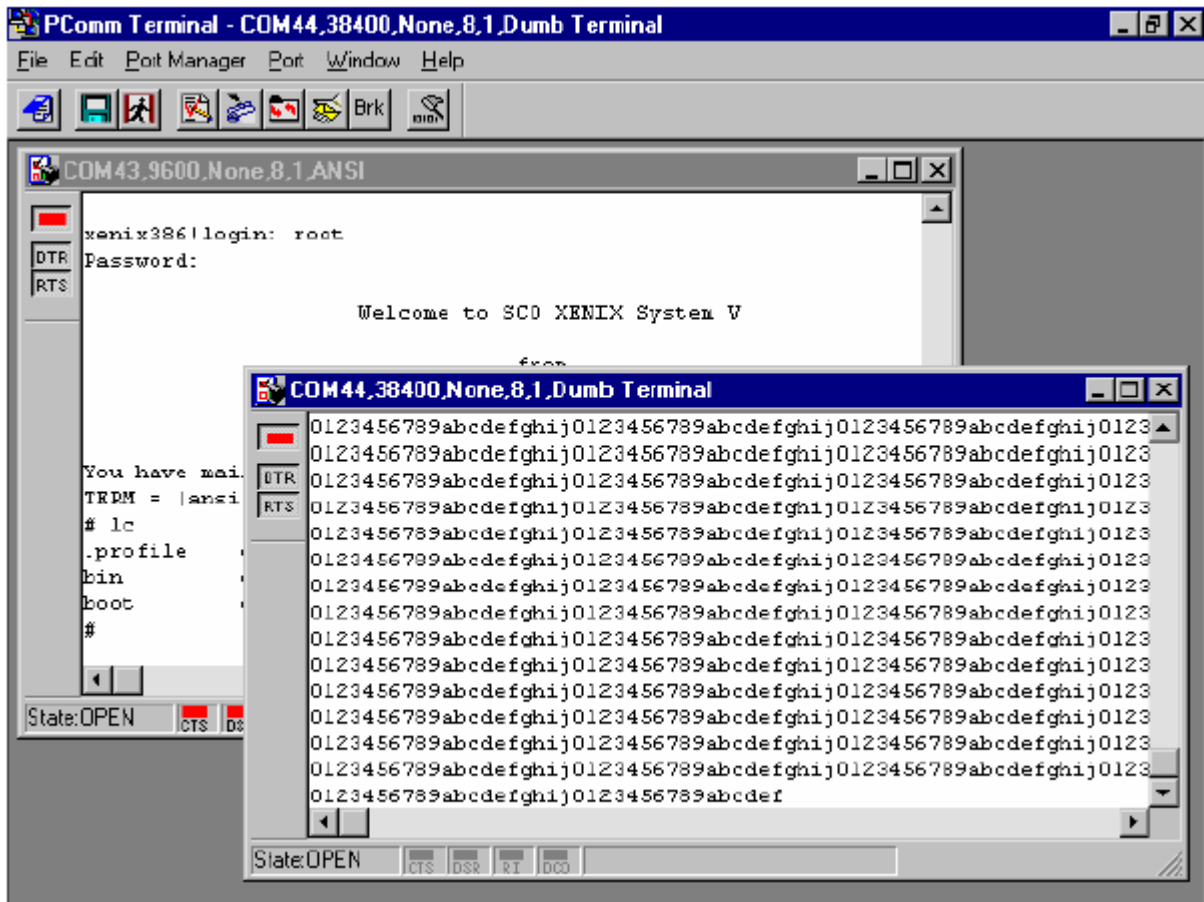 PComm Terminal - COM44,38400,None,8,1,Dumb Terminal
File Edit Port Manager Port Window Help
Brk
COM43,9600,None,8,1,ANSI
DTR
RTS
xenix386!login: root
Password:
Welcome to SCO XENIX System V
from
You have mai
TERM = |ansi
# lc
.profile
bin
boot
#
State:OPEN CTS DS
COM44,38400,None,8,1,Dumb Terminal
DTR
RTS
0123456789abcdefghij0123456789abcdefghij0123456789abcdefghij0123
0123456789abcdefghij0123456789abcdefghij0123456789abcdefghij0123
0123456789abcdefghij0123456789abcdefghij0123456789abcdefghij0123
0123456789abcdefghij0123456789abcdefghij0123456789abcdefghij0123
0123456789abcdefghij0123456789abcdefghij0123456789abcdefghij0123
0123456789abcdefghij0123456789abcdefghij0123456789abcdefghij0123
0123456789abcdefghij0123456789abcdefghij0123456789abcdefghij0123
0123456789abcdefghij0123456789abcdefghij0123456789abcdefghij0123
0123456789abcdefghij0123456789abcdefghij0123456789abcdefghij0123
0123456789abcdefghij0123456789abcdefghij0123456789abcdefghij0123
0123456789abcdefghij0123456789abcdefghij0123456789abcdefghij0123
0123456789abcdefghij0123456789abcdefghij0123456789abcdefghij0123
0123456789abcdefghij0123456789abcdefghij0123456789abcdefghij0123
0123456789abcdefghij0123456789abcdefghij0123456789abcdefghij0123
0123456789abcdefghij0123456789abcdef
State:OPEN CTS DSR RI DCD